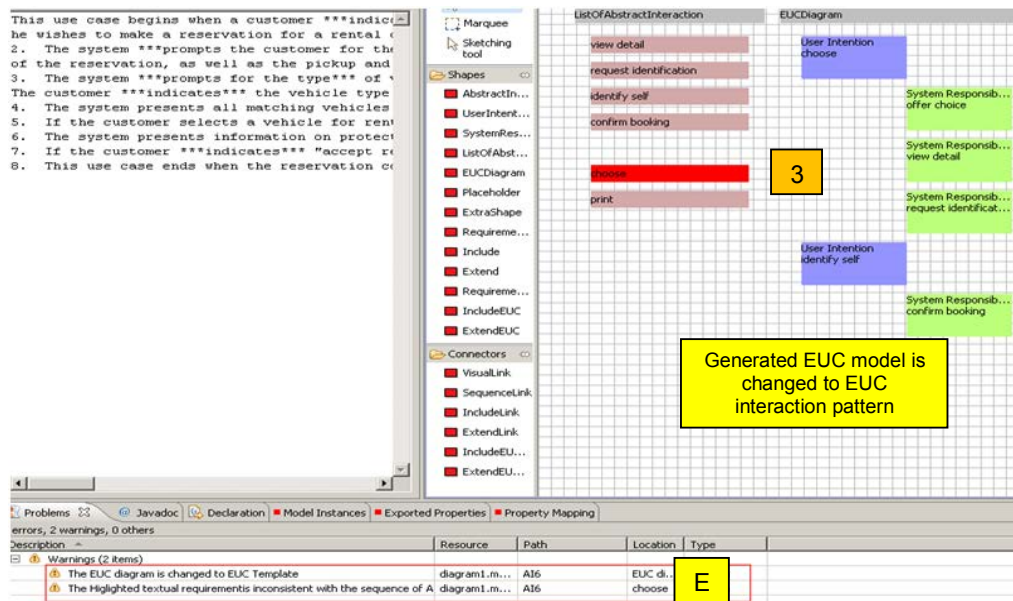 This use case begins when a customer ***indic
he wishes to make a reservation for a rental
2. The system ***prompts the customer for the
of the reservation, as well as the pickup and
3. The system ***prompts for the type*** of
The customer ***indicates*** the vehicle type
4. The system presents all matching vehicles
5. If the customer selects a vehicle for ren
6. The system presents information on protec
7. If the customer ***indicates*** "accept re
8. This use case ends when the reservation c
Marquee
Sketching
tool
Shapes
AbstractIn...
UserIntent...
SystemRes...
ListOfAbst...
EUCDiagram
Placeholder
ExtraShape
Requireme...
Include
Extend
Requireme...
IncludeEUC
ExtendEUC
Connectors
VisualLink
SequenceLink
IncludeLink
ExtendLink
IncludeEU...
ExtendEU...
ListOfAbstractInteraction
view detail
request identification
identify self
confirm booking
choose
print
3
EUCDiagram
User Intention
choose
System Responsib...
offer choice
System Responsib...
view detail
System Responsib...
request identificat...
User Intention
identify self
System Responsib...
confirm booking
Generated EUC model is
changed to EUC
interaction pattern
Problems Javadoc Declaration Model Instances Exported Properties Property Mapping
errors, 2 warnings, 0 others
Description Resource Path Location Type
Warnings (2 items)
The EUC diagram is changed to EUC Template diagram1.m... AI6 EUC di...
The Higlighted textual requirementis inconsistent with the sequence of A diagram1.m... AI6 choose
E